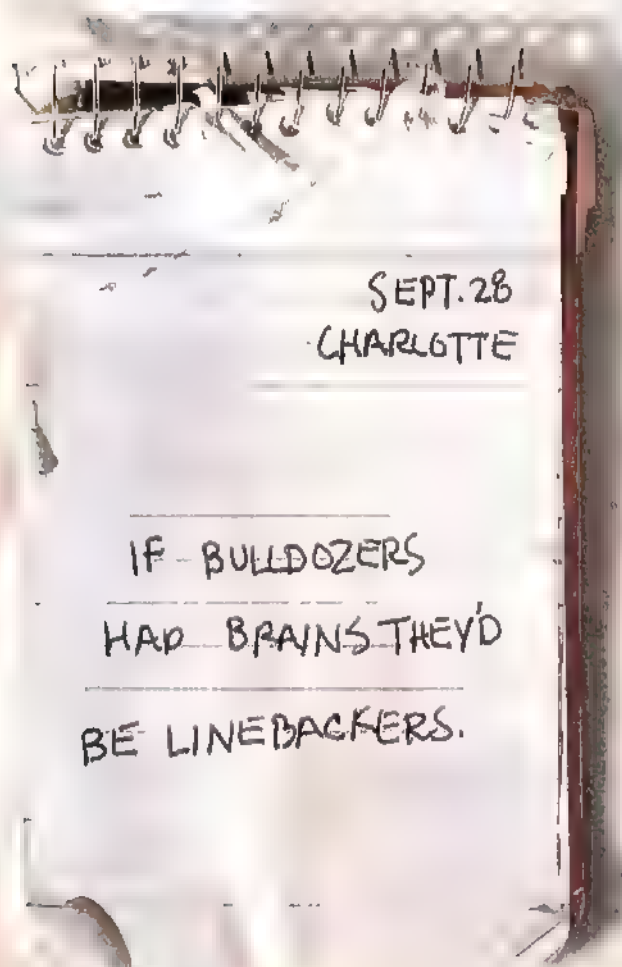 SEPT. 28
CHARLOTTE
IF BULLDOZERS
HAD BRAINS THEY'D
BE LINEBACKERS.